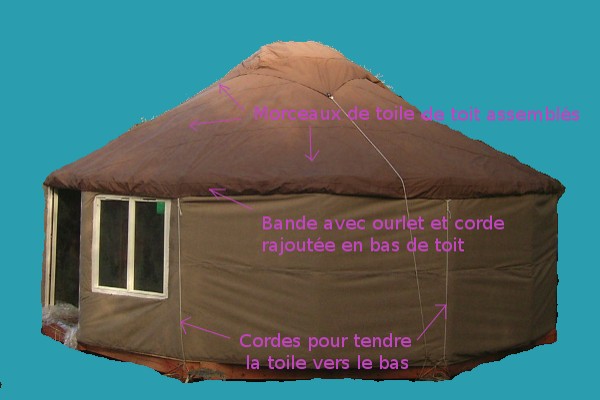 Morceaux de toile de toit assemblés
Bande avec ourlet et corde
rajoutée en bas de toit
Cordes pour tendre
la toile vers le bas